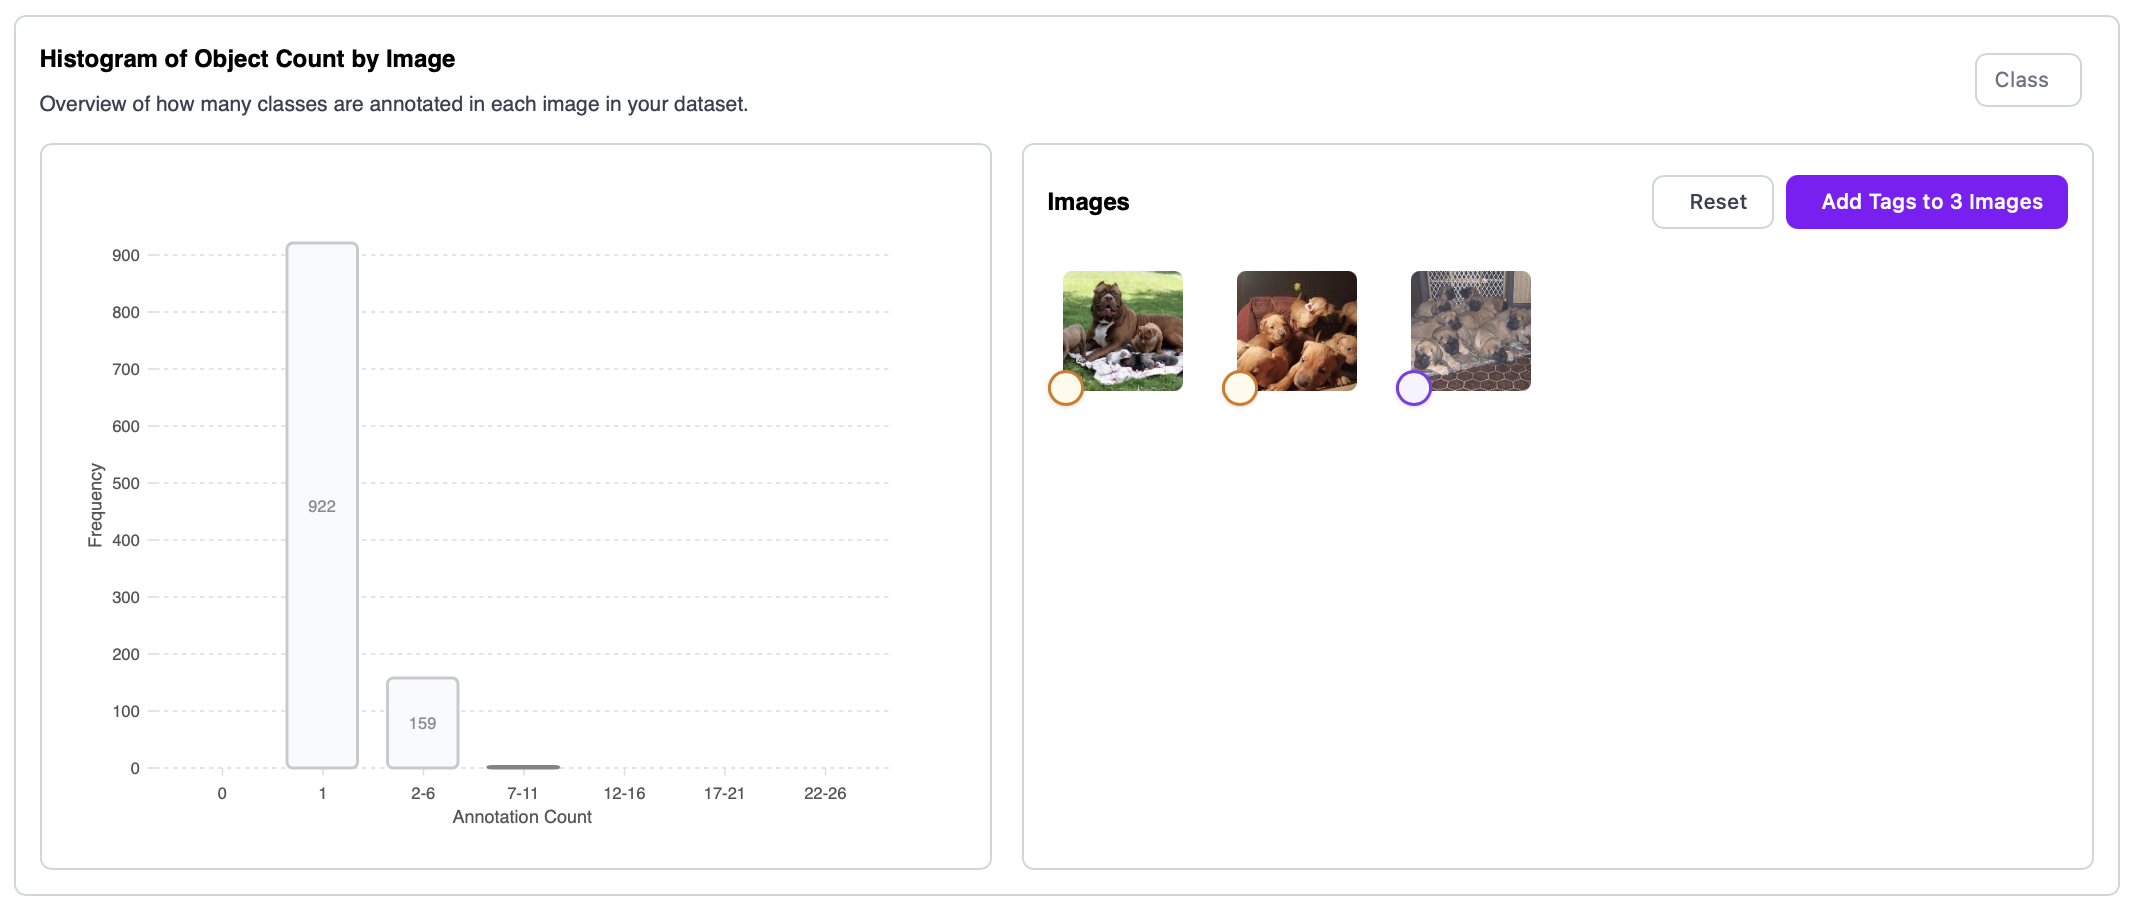 Histogram of Object Count by Image
Overview of how many classes are annotated in each image in your dataset.
Class
900
800
700
600
500
400
300
200
100
0
Frequency
922
159
0
1
2-6
7-11
12-16
17-21
22-26
Annotation Count
Images
Reset
Add Tags to 3 Images